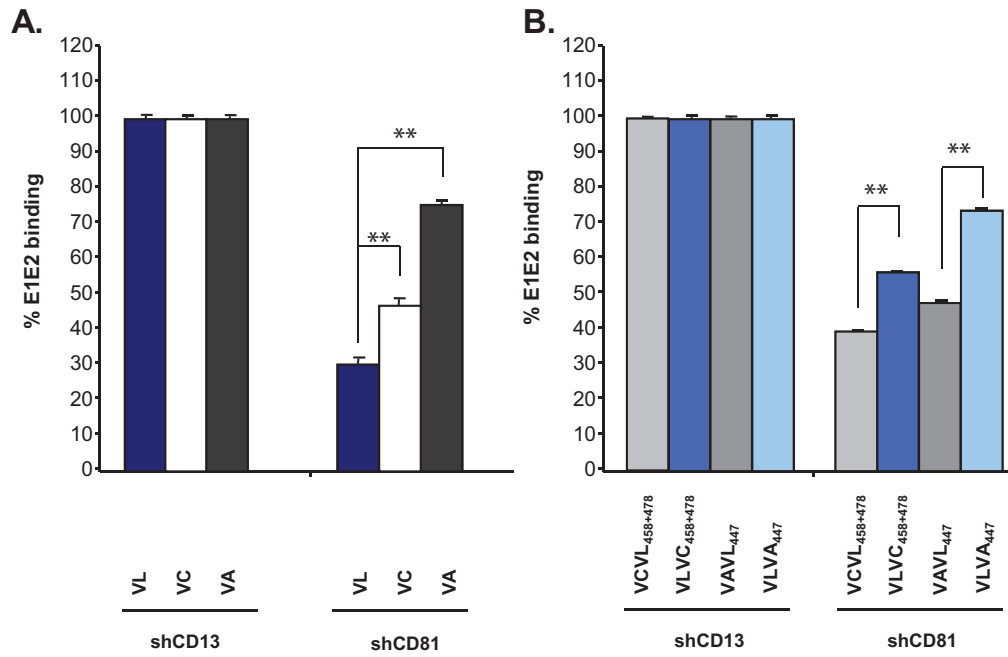 A.
% E1E2 binding
120
110
100
90
80
70
60
50
40
30
20
10
0
**
**
VL
VC
VA
VL
VC
VA
shCD13
shCD81
B.
% E1E2 binding
120
110
100
90
80
70
60
50
40
30
20
10
0
**
**
VCVL458+478
VLVC458+478
VAVL447
VLVA447
VCVL458+478
VLVC458+478
VAVL447
VLVA447
shCD13
shCD81